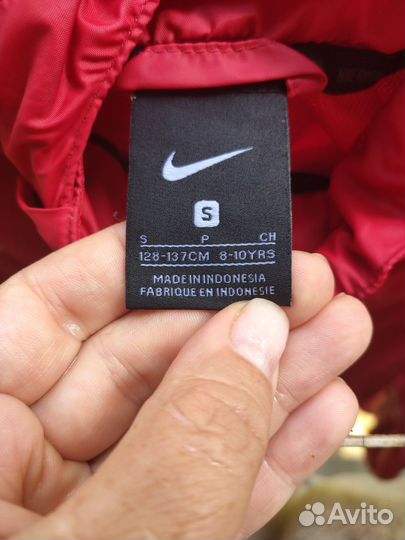 S
S P CH
128-137CM 8-10YRS
MADE IN INDONESIA
FABRIQUE EN INDONESIE
Avito